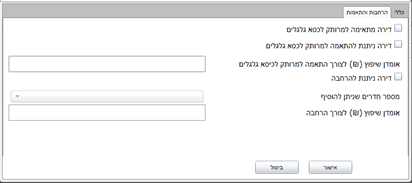 כללי הרחבות והתאמות
דירה מתאימה למרותק לכסא גלגלים
דירה ניתנת להתאמה למרותק לכסא גלגלים
אומדן שיפוץ (₪) לצורך התאמה למרותק לכיסא גלגלים
דירה ניתנת להרחבה
מספר חדרים שניתן להוסיף
אומדן שיפוץ (₪) לצורך הרחבה
אישור ביטול